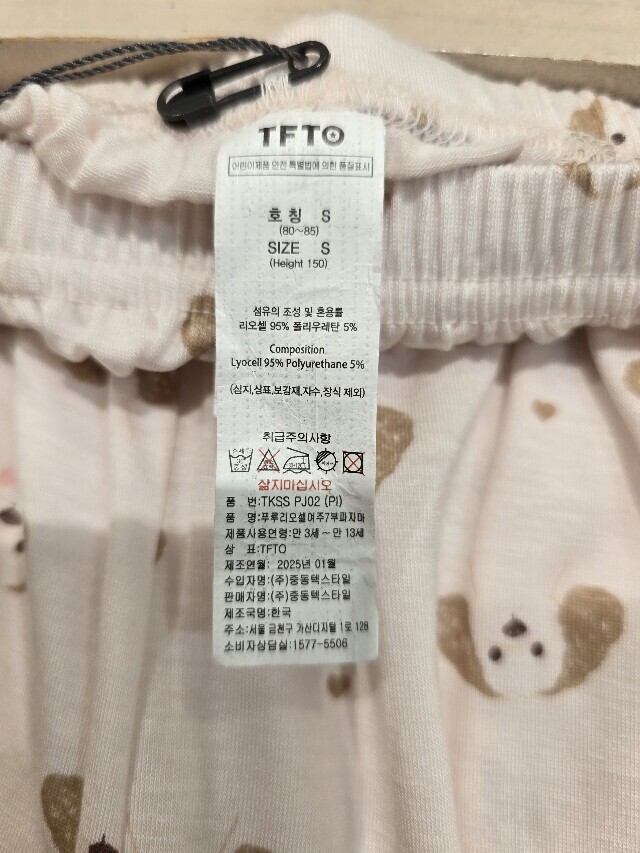 TFTO
어린이제품 안전 특별법에 의한 품질표시
호칭 S
(80~85)
SIZE S
(Height 150)
섬유의 조성 및 혼용률
리오셀 95% 폴리우레탄 5%
Composition
Lyocell 95% Polyurethane 5%
(심지,상표,보강재,자수,장식 제외)
취급주의사항
삶지마십시오
품 번:TKSS PJ02 (PI)
품 명:푸루리모셀여주7부파자마
제품사용연령:만 3세 ~ 만 13세
상 표:TFTO
제조연월: 2025년 01월
수입자명:(주)중동텍스타일
판매자명:(주)중동텍스타일
제조국명:한국
주소:서울 금천구 가산디지털 1로 128
소비자상담실:1577-5506